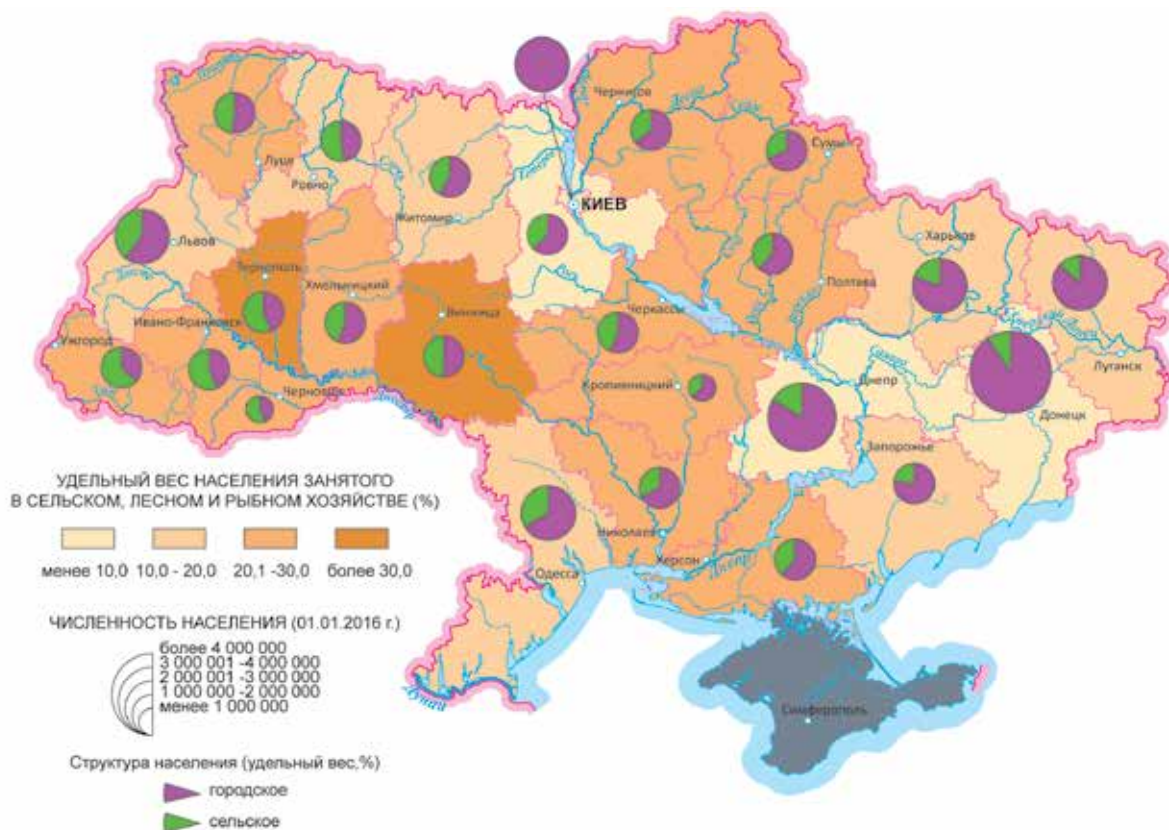 Чернигов
Сумы
Луцк
Ровно
КИЕВ
Житомир
Львов
Харьков
Тернополь
Хмельницкий
Полтава
Винница
Черкассы
Ивано-Франковск
Ужгород
Луганск
Черновцы
Кропивницкий
Днепр
Донецк
Запорожье
Николаев
Херсон
Днепр
Одесса
Дунай
Симферополь
УДЕЛЬНЫЙ ВЕС НАСЕЛЕНИЯ ЗАНЯТОГО
В СЕЛЬСКОМ, ЛЕСНОМ И РЫБНОМ ХОЗЯЙСТВЕ (%)
менее 10,0 10,0 - 20,0 20,1 -30,0 более 30,0
ЧИСЛЕННОСТЬ НАСЕЛЕНИЯ (01.01.2016 г.)
более 4 000 000
3 000 001 -4 000 000
2 000 001 -3 000 000
1 000 000 -2 000 000
менее 1 000 000
Структура населения (удельный вес,%)
городское
сельское